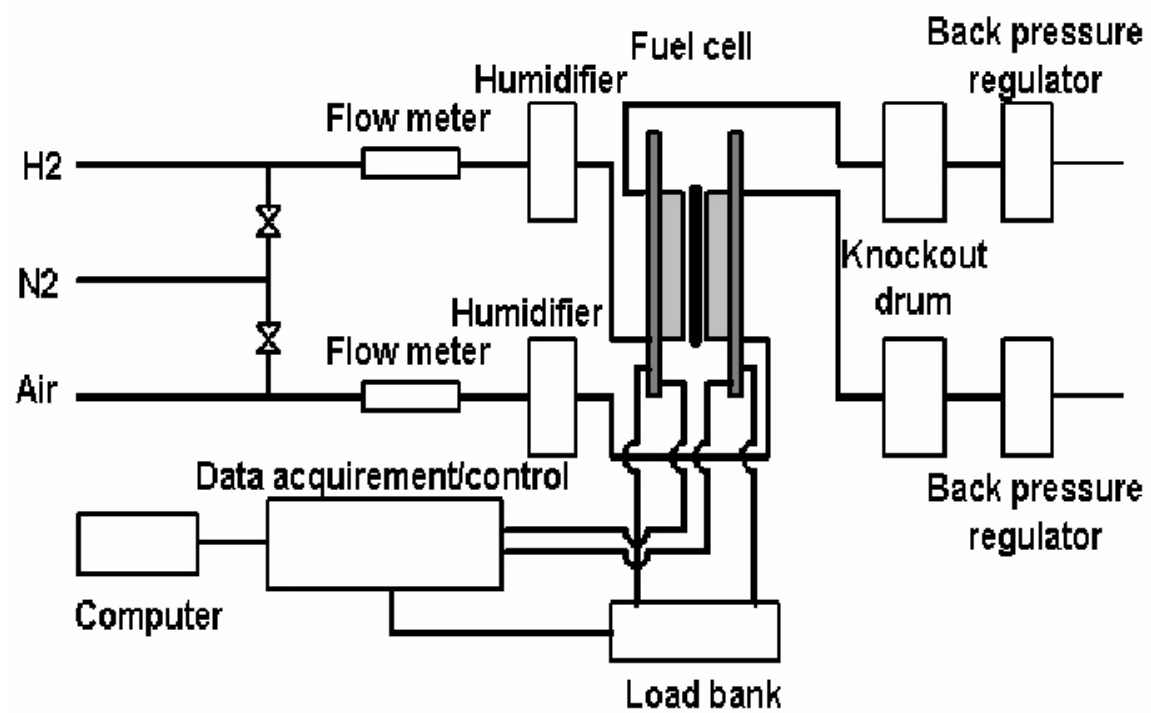 Fuel cell
Back pressure
regulator
Humidifier
Flow meter
H2
Knockout
drum
N2
Humidifier
Flow meter
Air
Data acquirement/control
Back pressure
regulator
Computer
Load bank